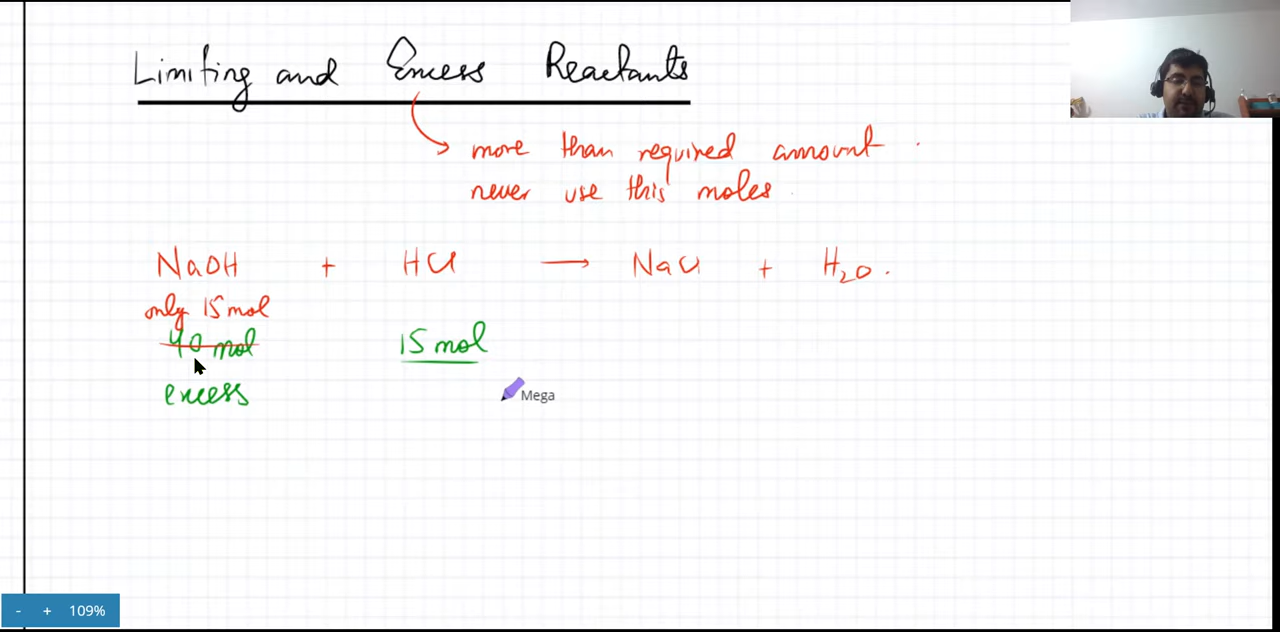 Limiting and Excess Reactants
more than required amount.
never use this moles.
NaOH + HCl → NaCl + H₂O.
only 15 mol
40 mol 15 mol
excess
Mega
- + 109%